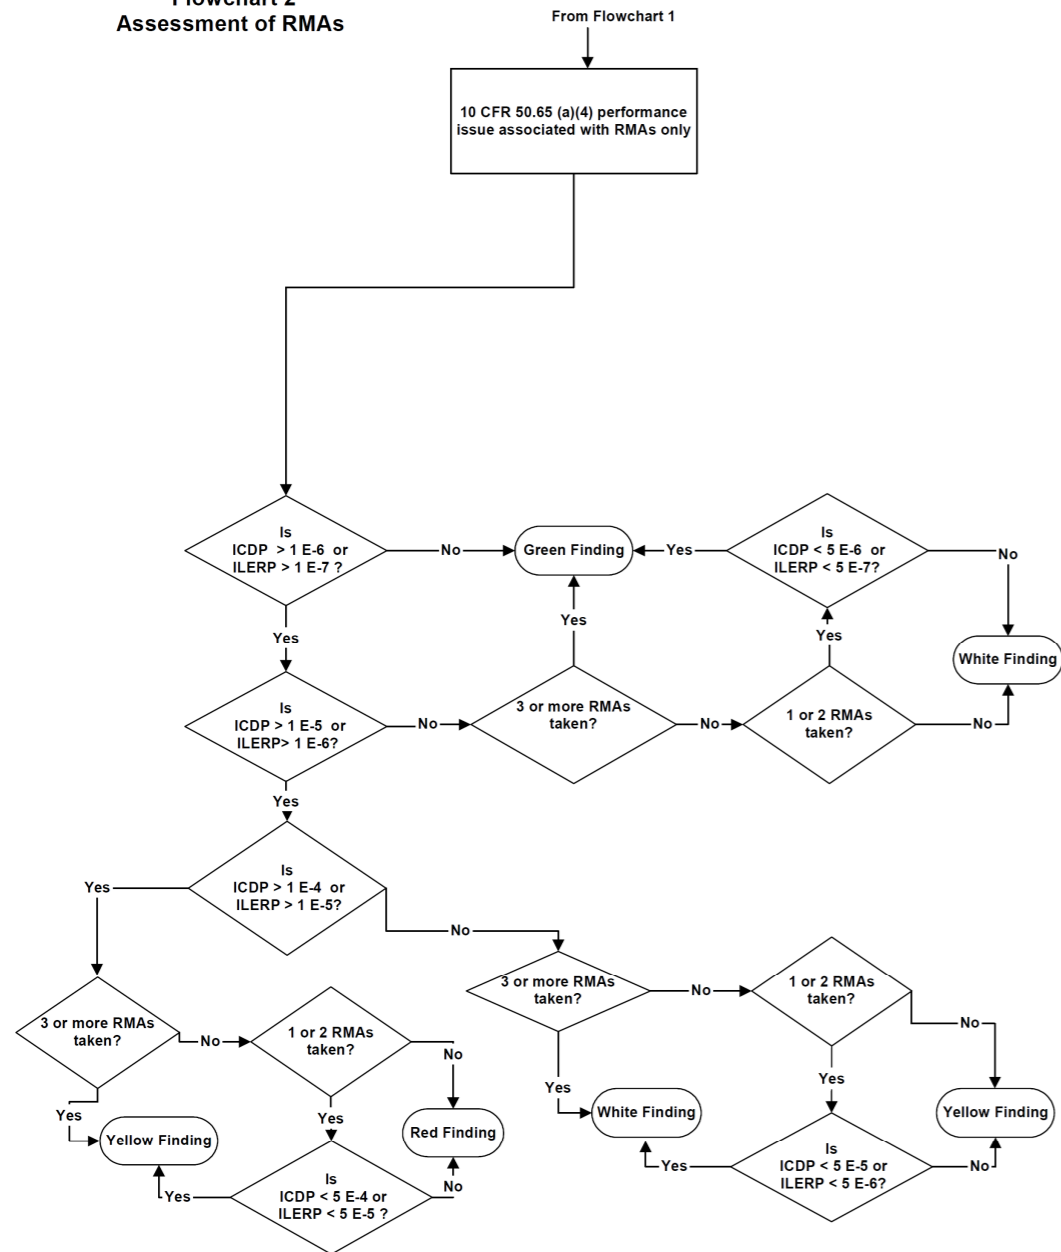 Flowchart 2
Assessment of RMAs
From Flowchart 1
10 CFR 50.65 (a)(4) performance
issue associated with RMAs only
Is
ICDP > 1 E-6 or
ILERP > 1 E-7 ?
No
Green Finding
Yes
Is
ICDP < 5 E-6 or
ILERP < 5 E-7?
No
Yes
Yes
Yes
White Finding
Is
ICDP > 1 E-5 or
ILERP> 1 E-6?
No
3 or more RMAs
taken?
No
1 or 2 RMAs
taken?
No
Yes
Is
ICDP > 1 E-4 or
ILERP > 1 E-5?
Yes
No
3 or more RMAs
taken?
No
1 or 2 RMAs
taken?
No
3 or more RMAs
taken?
No
1 or 2 RMAs
taken?
No
Yes
Yes
Yes
Yes
Yellow Finding
Red Finding
White Finding
Yellow Finding
Is
ICDP < 5 E-4 or
ILERP < 5 E-5 ?
Yes
No
Is
ICDP < 5 E-5 or
ILERP < 5 E-6?
Yes
No